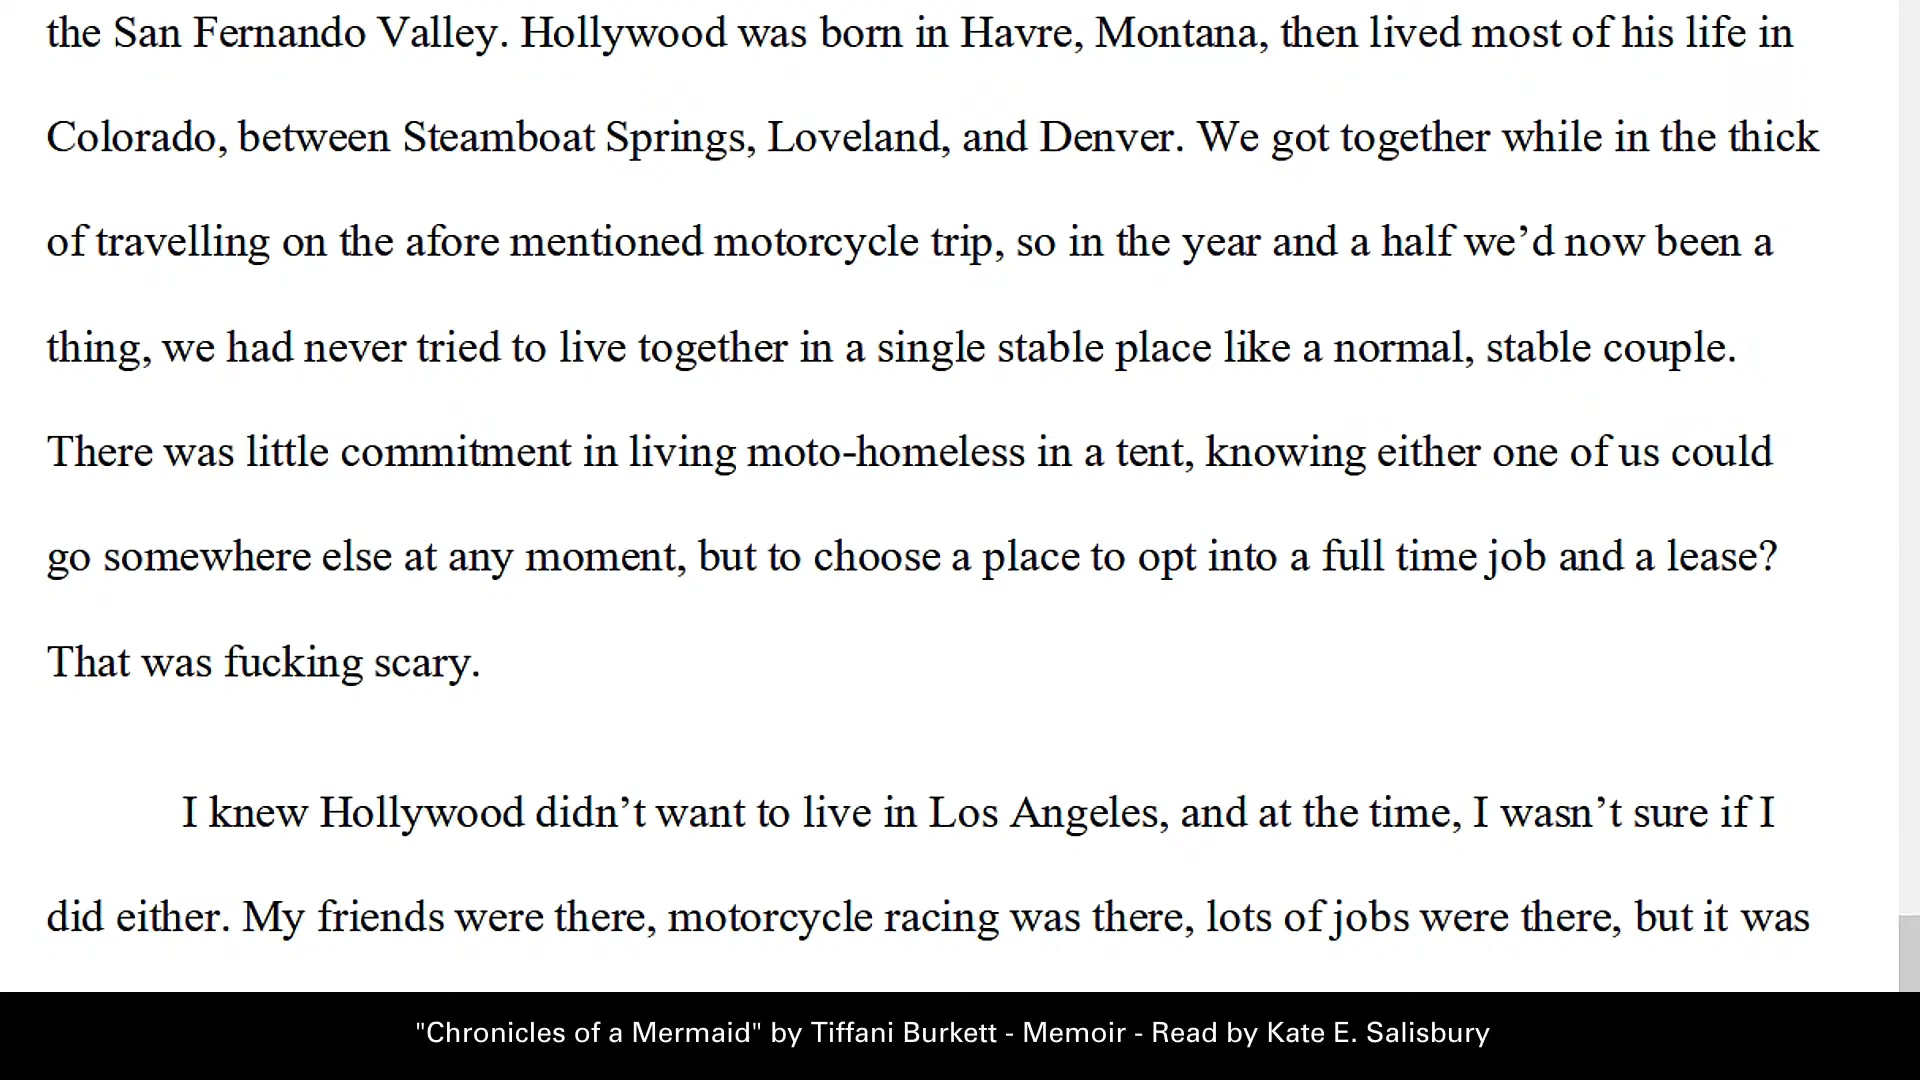 the San Fernando Valley. Hollywood was born in Havre, Montana, then lived most of his life in
Colorado, between Steamboat Springs, Loveland, and Denver. We got together while in the thick
of travelling on the afore mentioned motorcycle trip, so in the year and a half we’d now been a
thing, we had never tried to live together in a single stable place like a normal, stable couple.
There was little commitment in living moto-homeless in a tent, knowing either one of us could
go somewhere else at any moment, but to choose a place to opt into a full time job and a lease?
That was fucking scary.
I knew Hollywood didn’t want to live in Los Angeles, and at the time, I wasn’t sure if I
did either. My friends were there, motorcycle racing was there, lots of jobs were there, but it was
"Chronicles of a Mermaid" by Tiffani Burkett - Memoir - Read by Kate E. Salisbury